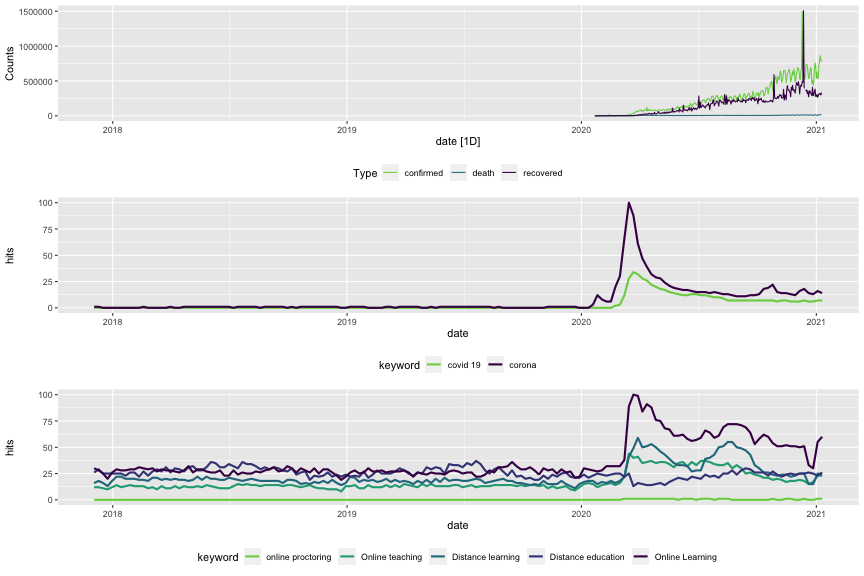 1500000
1000000
500000
0
Counts
2018 2019 2020 2021
date [1D]
Type confirmed death recovered
100
75
50
25
0
hits
2018 2019 2020 2021
date
keyword covid 19 corona
100
75
50
25
0
hits
2018 2019 2020 2021
date
keyword online proctoring Online teaching Distance learning Distance education Online Learning